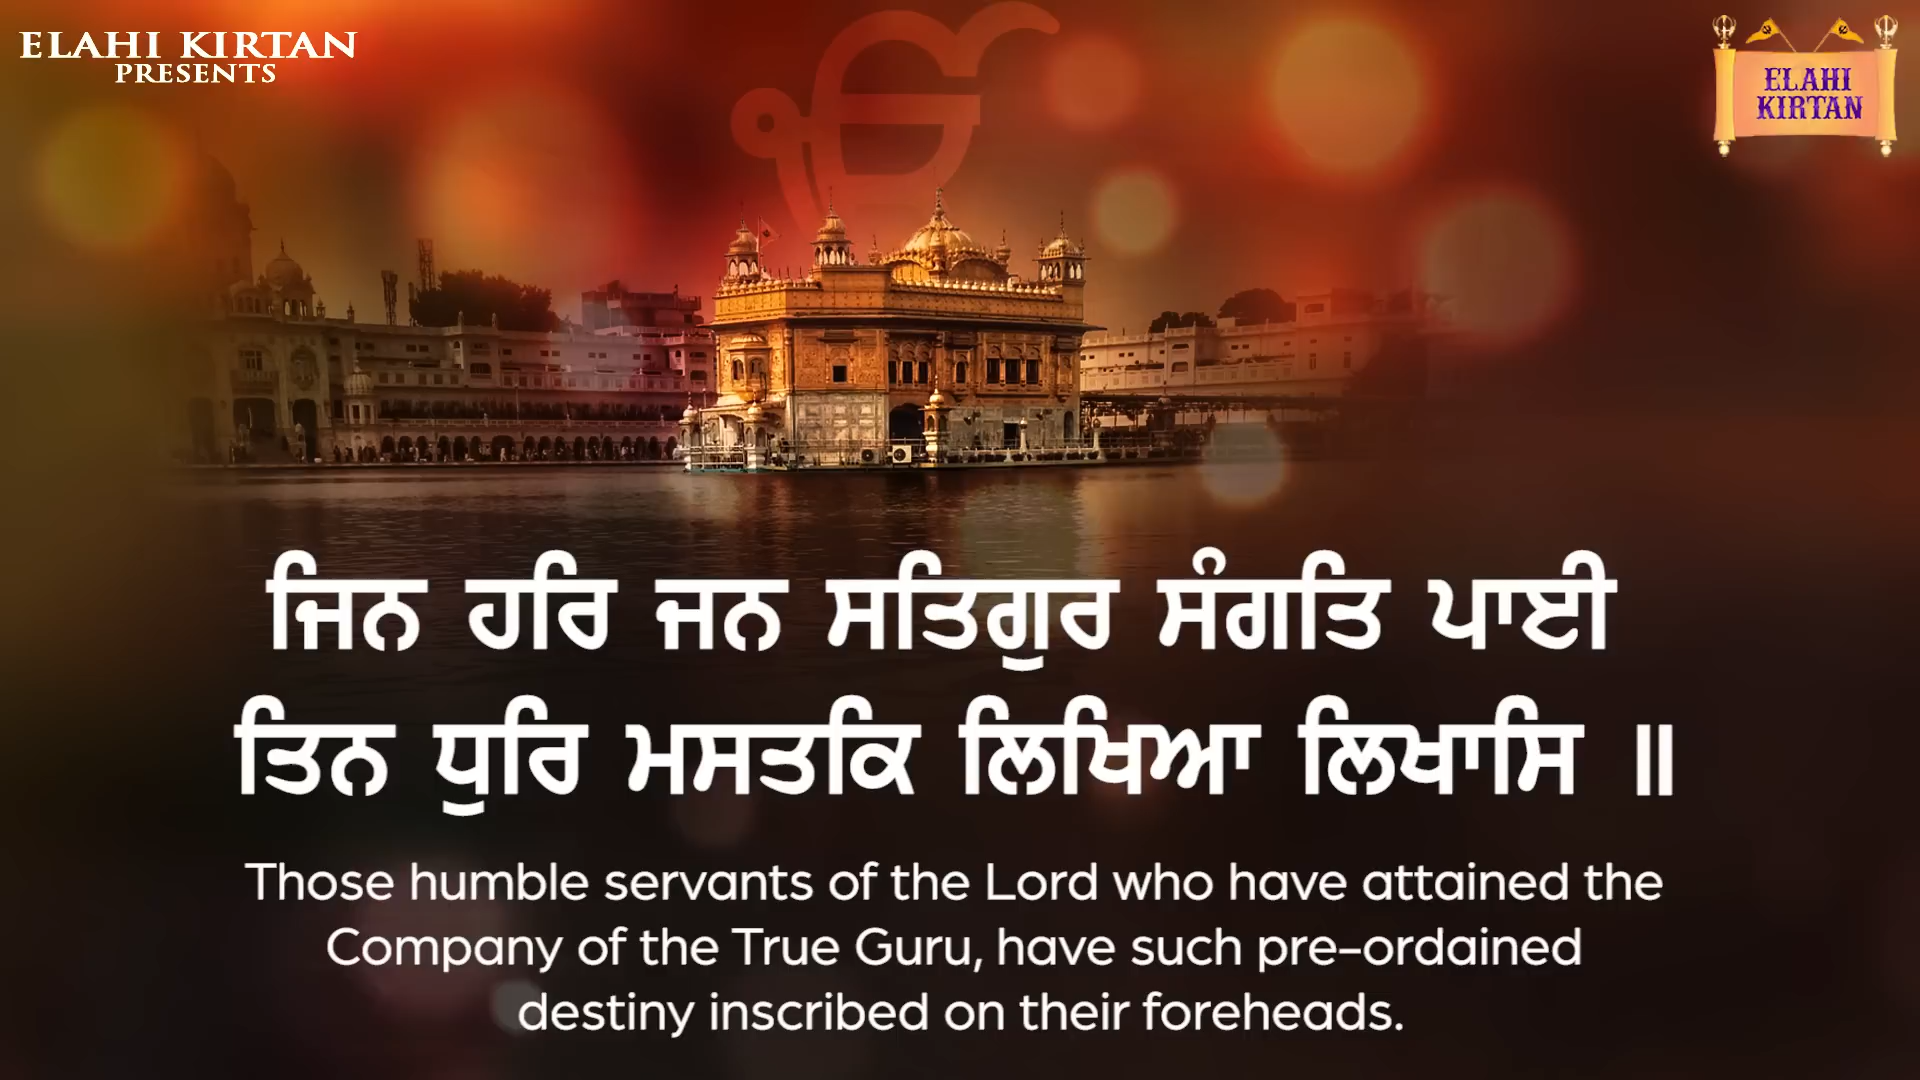 ELAHI KIRTAN
PRESENTS
ELAHI
KIRTAN
ਜਿਨ ਹਰਿ ਜਨ ਸਤਿਗੁਰ ਸੰਗਤਿ ਪਾਈ
ਤਿਨ ਧੁਰਿ ਮਸਤਕਿ ਲਿਖਿਆ ਲਿਖਾਸਿ ॥
Those humble servants of the Lord who have attained the
Company of the True Guru, have such pre-ordained
destiny inscribed on their foreheads.